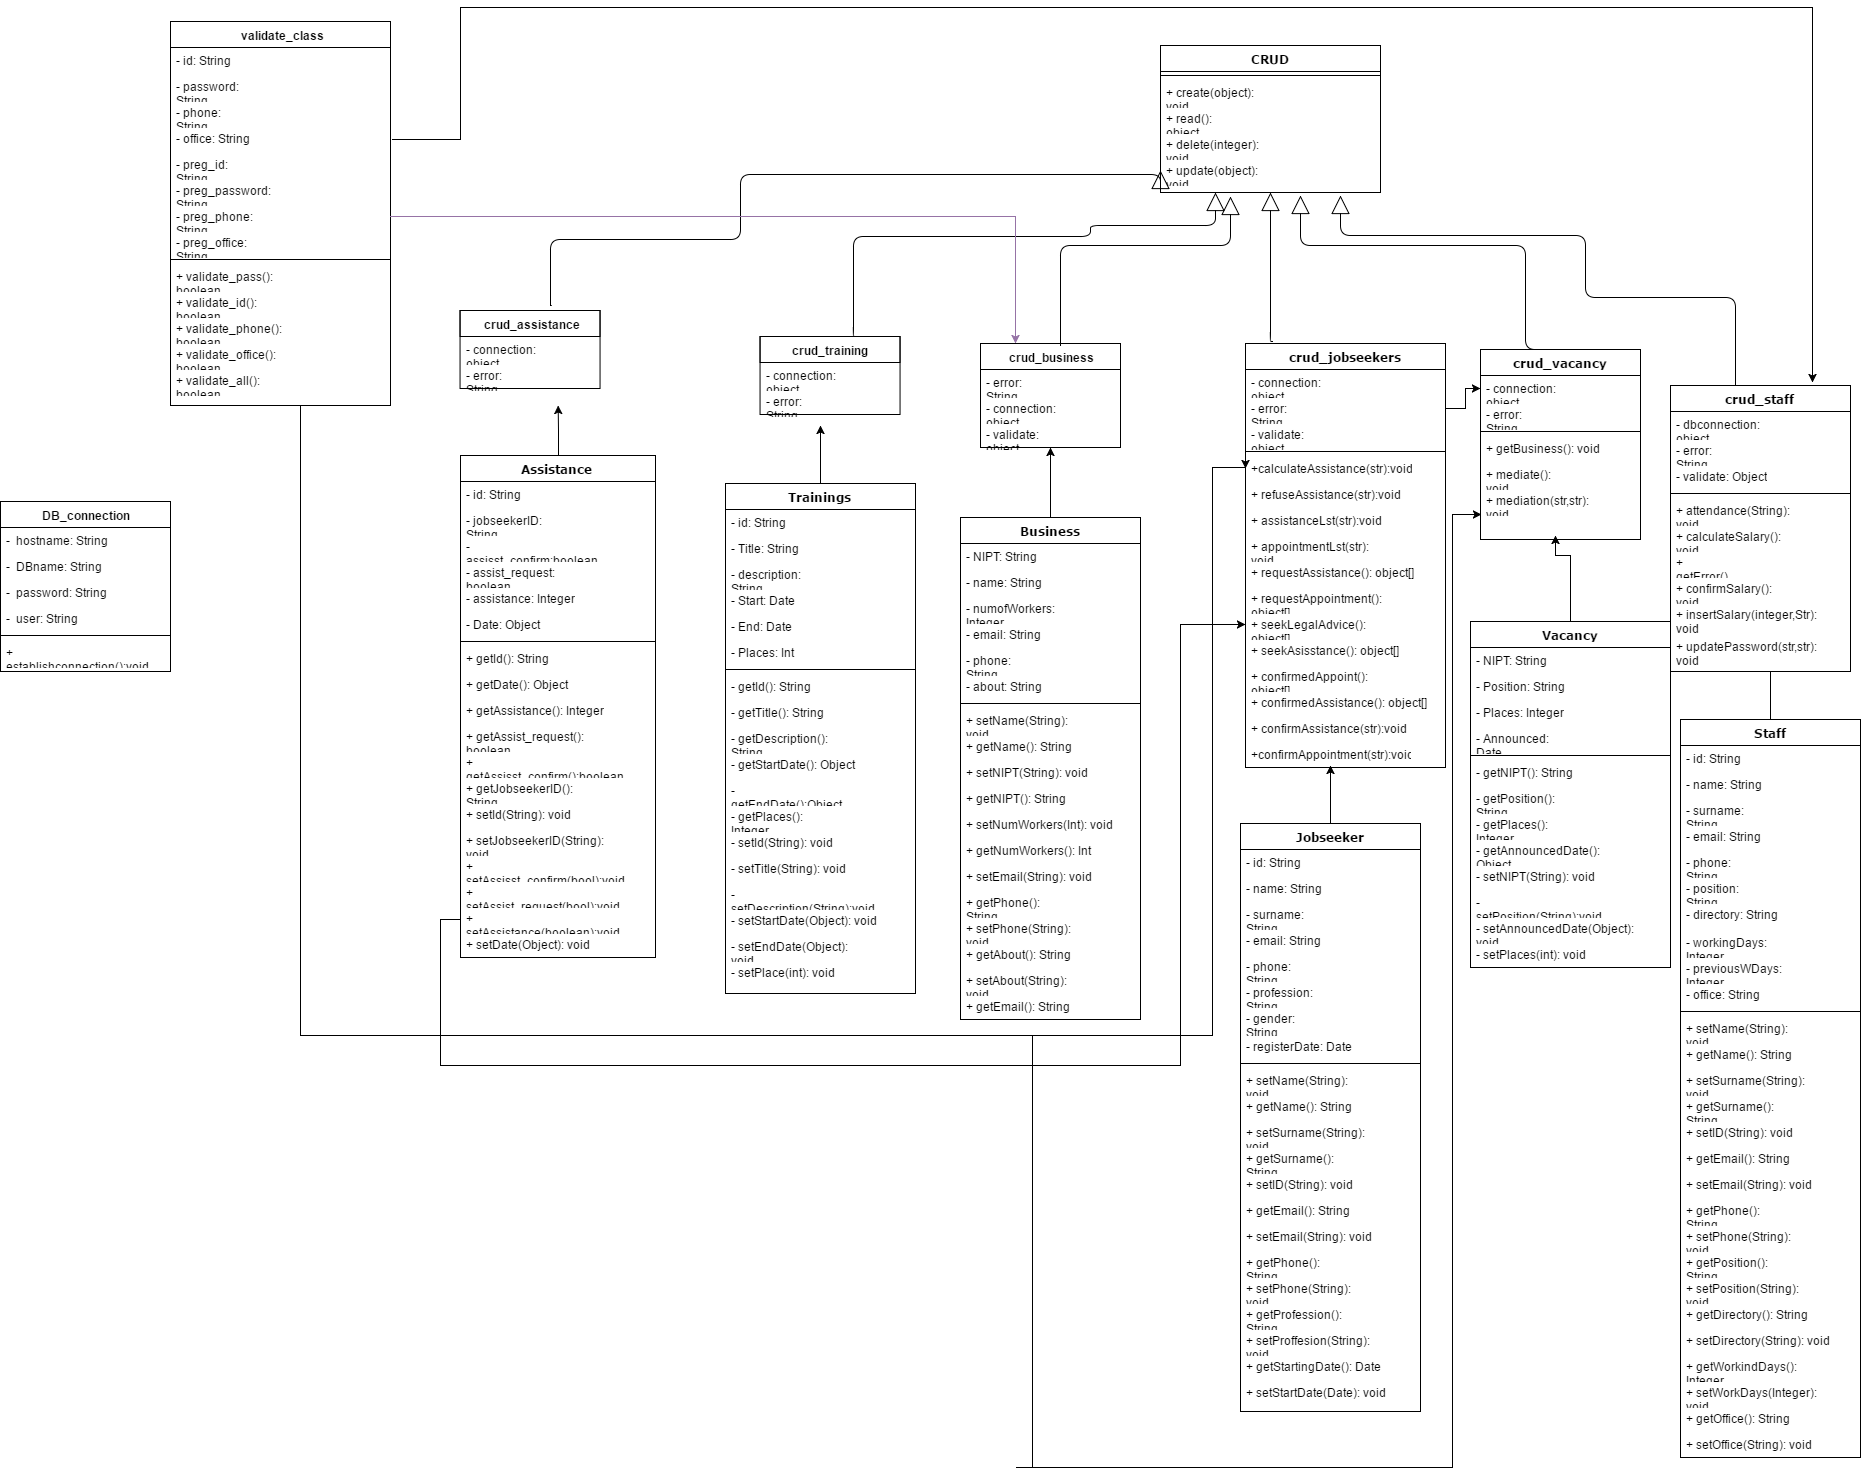 validate_class
- id: String
- password:
String
- phone:
String
- office: String
- preg_id:
String
- preg_password:
String
- preg_phone:
String
- preg_office:
String
+ validate_pass():
boolean
+ validate_id():
boolean
+ validate_phone():
boolean
+ validate_office():
boolean
+ validate_all():
boolean
CRUD
+ create(object):
void
+ read():
object
+ delete(integer):
void
+ update(object):
void
crud_assistance
- connection:
object
- error:
String
crud_training
- connection:
object
- error:
String
crud_business
- error:
String
- connection:
object
- validate:
object
crud_jobseekers
- connection:
object
- error:
String
- validate:
object
+calculateAssistance(str):void
+ refuseAssistance(str):void
+ assistanceLst(str):void
+ appointmentLst(str):
void
+ requestAssistance(): object[]
+ requestAppointment():
object[]
+ seekLegalAdvice():
object[]
+ seekAsisstance(): object[]
+ confirmedAppoint():
object[]
+ confirmedAssistance(): object[]
+ confirmAssistance(str):void
+confirmAppointment(str):void
crud_vacancy
- connection:
object
- error:
String
+ getBusiness(): void
+ mediate():
void
+ mediation(str,str):
void
crud_staff
- dbconnection:
object
- error:
String
- validate: Object
+ attendance(String):
void
+ calculateSalary():
void
+
getError()
+ confirmSalary():
void
+ insertSalary(integer,Str):
void
+ updatePassword(str,str):
void
DB_connection
- hostname: String
- DBname: String
- password: String
- user: String
+
establishconnection():void
Assistance
- id: String
- jobseekerID:
String
-
assisst_confirm:boolean
- assist_request:
boolean
- assistance: Integer
- Date: Object
+ getId(): String
+ getDate(): Object
+ getAssistance(): Integer
+ getAssist_request():
boolean
+
getAssisst_confirm():boolean
+ getJobseekerID():
String
+ setId(String): void
+ setJobseekerID(String):
void
+
setAssisst_confirm(bool):void
+
setAssist_request(bool):void
+
setAssistance(boolean):void
+ setDate(Object): void
Trainings
- id: String
- Title: String
- description:
String
- Start: Date
- End: Date
- Places: Int
- getId(): String
- getTitle(): String
- getDescription():
String
- getStartDate(): Object
-
getEndDate():Object
- getPlaces():
Integer
- setId(String): void
- setTitle(String): void
-
setDescription(String):void
- setStartDate(Object): void
- setEndDate(Object):
void
- setPlace(int): void
Business
- NIPT: String
- name: String
- numofWorkers:
Integer
- email: String
- phone:
String
- about: String
+ setName(String):
void
+ getName(): String
+ setNIPT(String): void
+ getNIPT(): String
+ setNumWorkers(Int): void
+ getNumWorkers(): Int
+ setEmail(String): void
+ getPhone():
String
+ setPhone(String):
void
+ getAbout(): String
+ setAbout(String):
void
+ getEmail(): String
Jobseeker
- id: String
- name: String
- surname:
String
- email: String
- phone:
String
- profession:
String
- gender:
String
- registerDate: Date
+ setName(String):
void
+ getName(): String
+ setSurname(String):
void
+ getSurname():
String
+ setID(String): void
+ getEmail(): String
+ setEmail(String): void
+ getPhone():
String
+ setPhone(String):
void
+ getProfession():
String
+ setProffesion(String):
void
+ getStartingDate(): Date
+ setStartDate(Date): void
Vacancy
- NIPT: String
- Position: String
- Places: Integer
- Announced:
Date
- getNIPT(): String
- getPosition():
String
- getPlaces():
Integer
- getAnnouncedDate():
Object
- setNIPT(String): void
-
setPosition(String):void
- setAnnouncedDate(Object):
void
- setPlaces(int): void
Staff
- id: String
- name: String
- surname:
String
- email: String
- phone:
String
- position:
String
- directory: String
- workingDays:
Integer
- previousWDays:
Integer
- office: String
+ setName(String):
void
+ getName(): String
+ setSurname(String):
void
+ getSurname():
String
+ setID(String): void
+ getEmail(): String
+ setEmail(String): void
+ getPhone():
String
+ setPhone(String):
void
+ getPosition():
String
+ setPosition(String):
void
+ getDirectory(): String
+ setDirectory(String): void
+ getWorkindDays():
Integer
+ setWorkDays(Integer):
void
+ getOffice(): String
+ setOffice(String): void